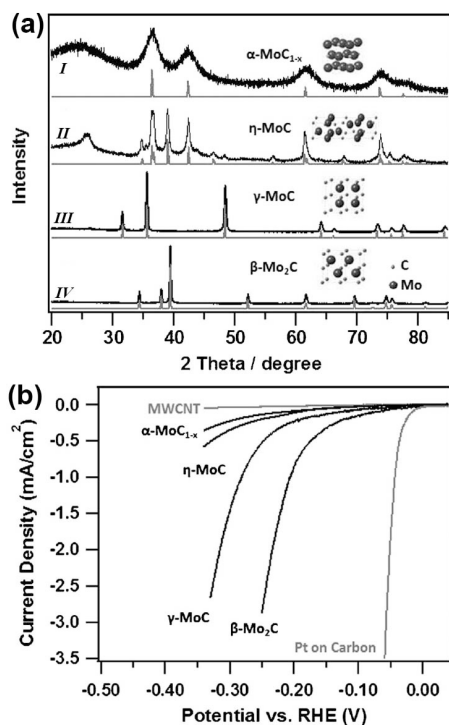 (a)
I
α-MoC1-x
II
η-MoC
III
γ-MoC
IV
β-Mo2C
C
Mo
Intensity
20 30 40 50 60 70 80
2 Theta / degree
(b)
0.0
-0.5
-1.0
-1.5
-2.0
-2.5
-3.0
-3.5
Current Density (mA/cm2)
MWCNT
α-MoC1-x
η-MoC
γ-MoC
β-Mo2C
Pt on Carbon
-0.50 -0.40 -0.30 -0.20 -0.10 0.00
Potential vs. RHE (V)